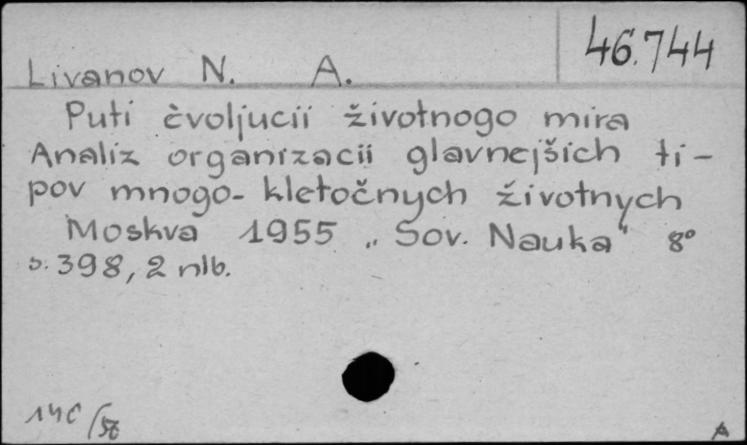 46.744
Livanov N. A.
Puti èvoljucii životnogo mira
Analiz organizacii glavnejšich ti-
pov mnogo-kletočnych životnych
Moskva 1955 „Sov. Nauka" 8°
s. 398, 2 nlb.
A